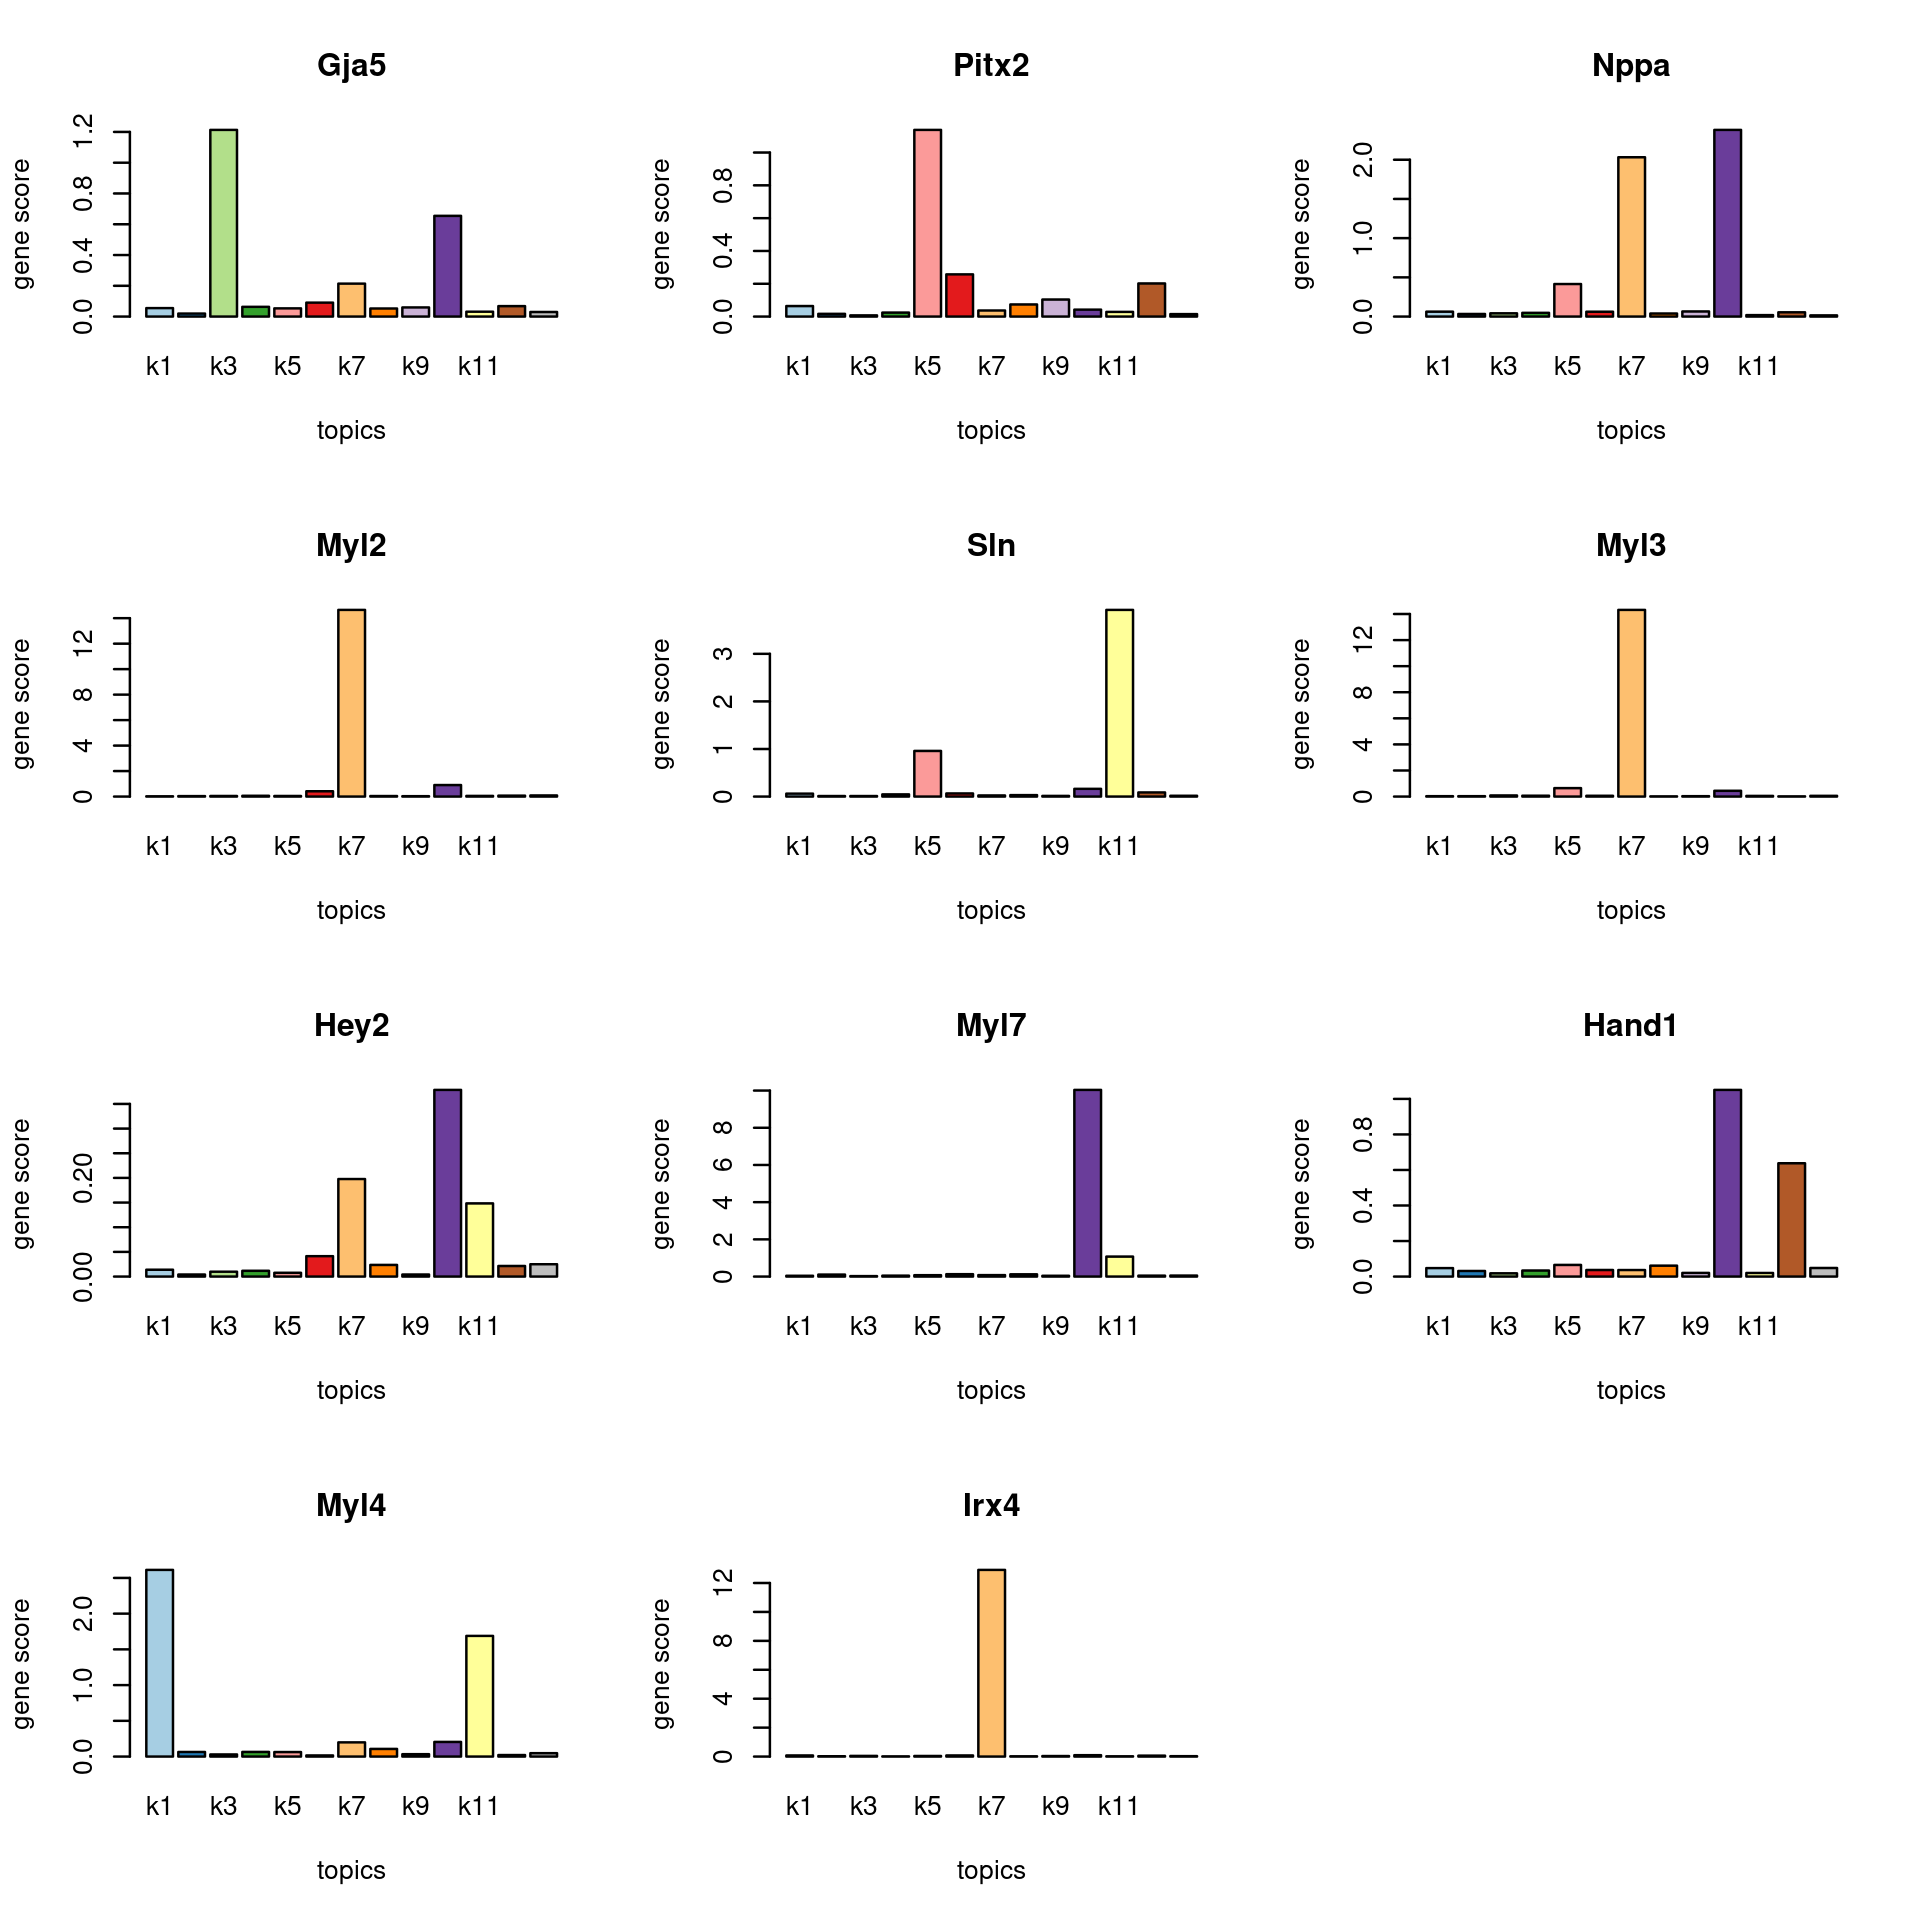 Gja5
Pitx2
Nppa
gene score
0.0 0.4 0.8 1.2
k1 k3 k5 k7 k9 k11
topics
gene score
0.0 0.4 0.8
k1 k3 k5 k7 k9 k11
topics
gene score
0.0 1.0 2.0
k1 k3 k5 k7 k9 k11
topics
Myl2
Sln
Myl3
gene score
0 4 8 12
k1 k3 k5 k7 k9 k11
topics
gene score
0 1 2 3
k1 k3 k5 k7 k9 k11
topics
gene score
0 4 8 12
k1 k3 k5 k7 k9 k11
topics
Hey2
Myl7
Hand1
gene score
0.00 0.20
k1 k3 k5 k7 k9 k11
topics
gene score
0 2 4 6 8
k1 k3 k5 k7 k9 k11
topics
gene score
0.0 0.4 0.8
k1 k3 k5 k7 k9 k11
topics
Myl4
Irx4
gene score
0.0 1.0 2.0
k1 k3 k5 k7 k9 k11
topics
gene score
0 4 8 12
k1 k3 k5 k7 k9 k11
topics